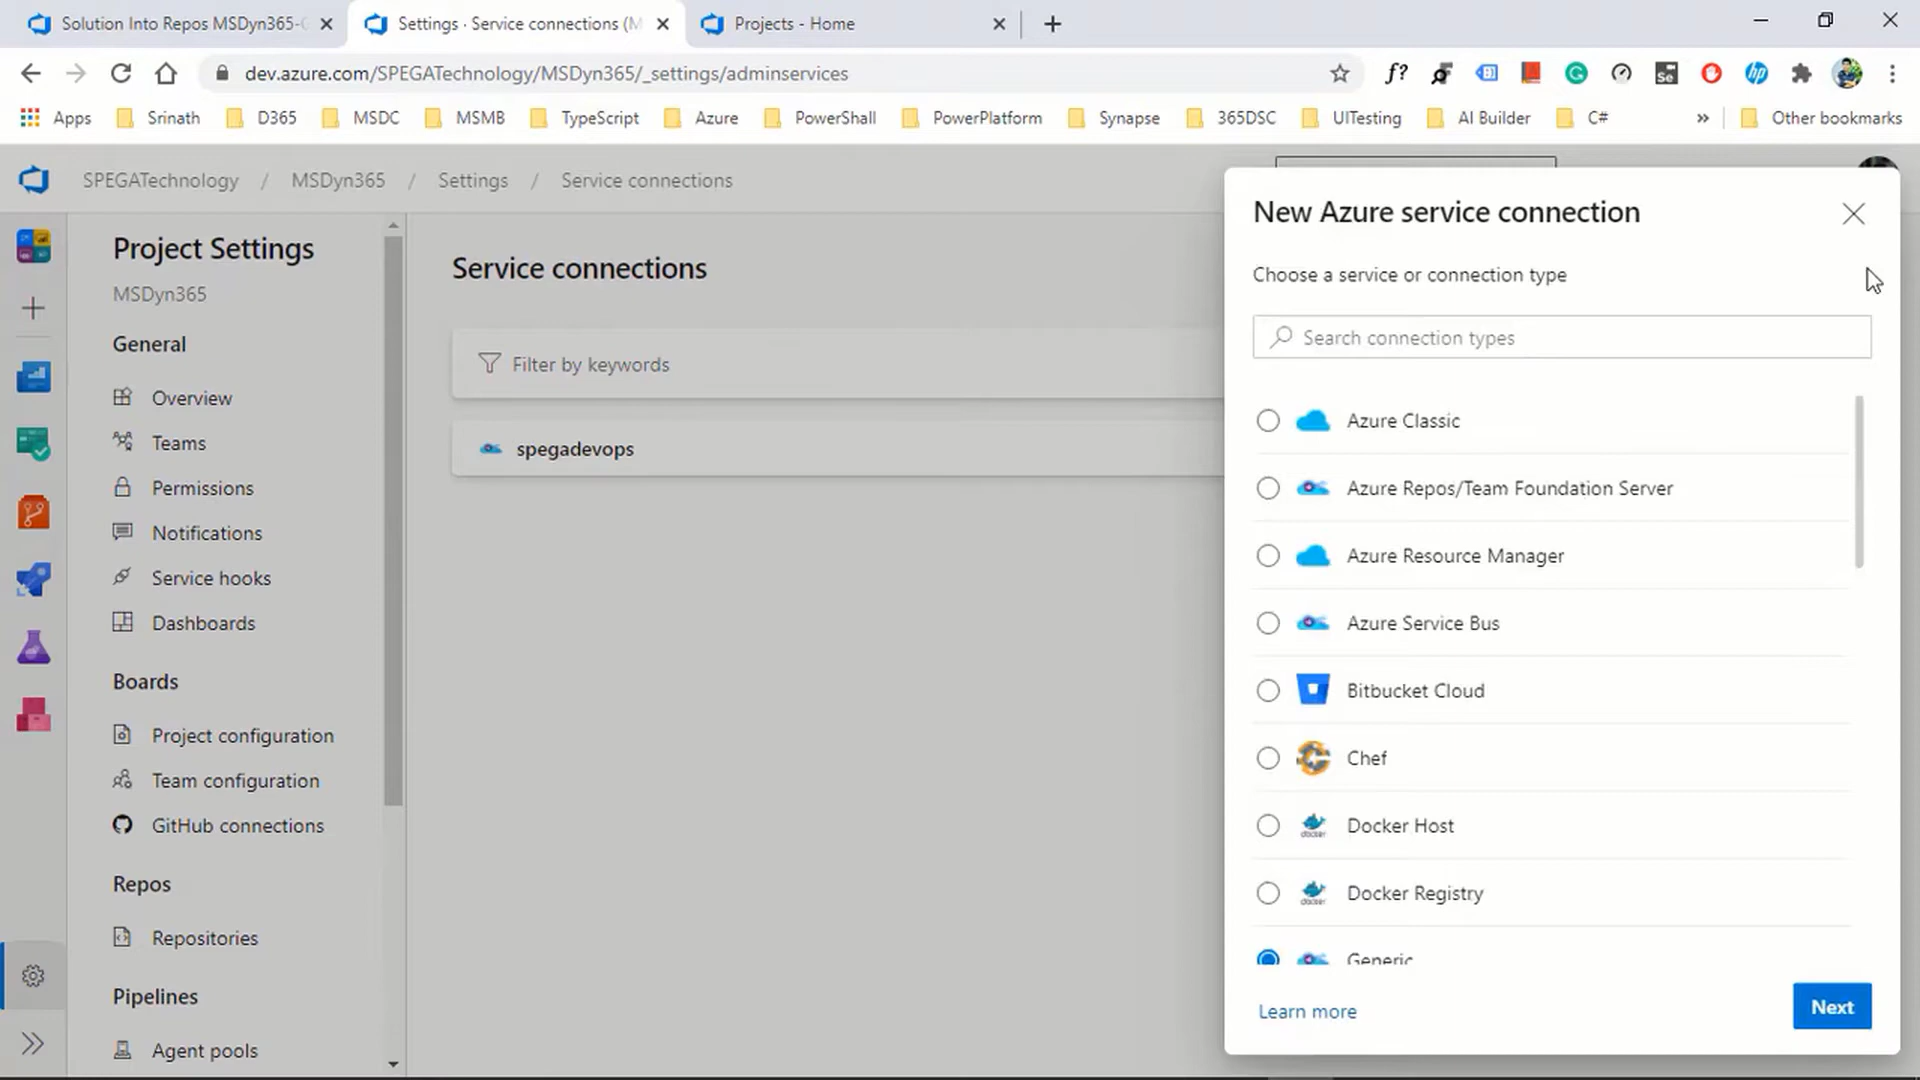 Solution Into Repos MSDyn365-
Settings · Service connections (M
Projects - Home
dev.azure.com/SPEGATechnology/MSDyn365/_settings/adminservices
f?
Se
hp
Apps
Srinath
D365
MSDC
MSMB
TypeScript
Azure
PowerShall
PowerPlatform
Synapse
365DSC
UITesting
AI Builder
C#
»
Other bookmarks
SPEGATechnology / MSDyn365 / Settings / Service connections
Project Settings
MSDyn365
General
Overview
Teams
Permissions
Notifications
Service hooks
Dashboards
Boards
Project configuration
Team configuration
GitHub connections
Repos
Repositories
Pipelines
Agent pools
Service connections
Filter by keywords
spegadevops
New Azure service connection
Choose a service or connection type
Search connection types
Azure Classic
Azure Repos/Team Foundation Server
Azure Resource Manager
Azure Service Bus
Bitbucket Cloud
Chef
docker
Docker Host
docker
Docker Registry
Generic
Learn more
Next